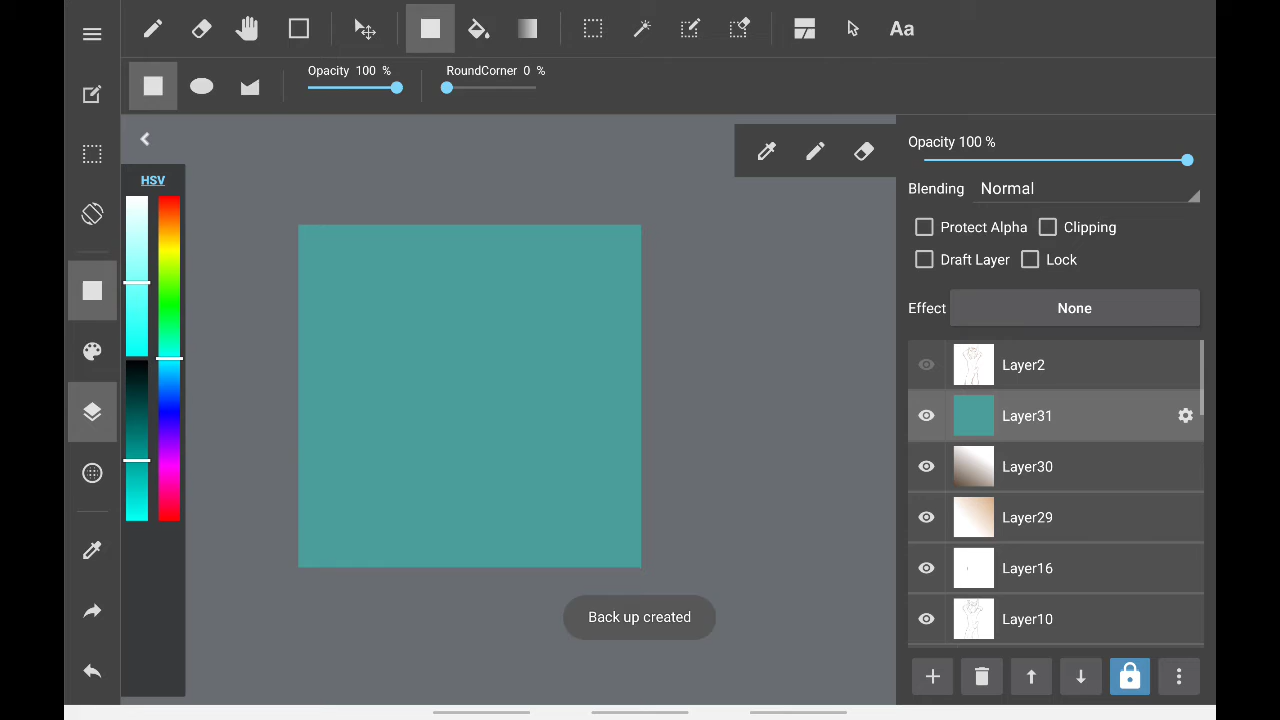 Aa
Opacity 100 %
RoundCorner 0 %
HSV
Opacity 100 %
Blending Normal
Protect Alpha Clipping
Draft Layer Lock
Effect None
Layer2
Layer31
Layer30
Layer29
Layer16
Layer10
Back up created